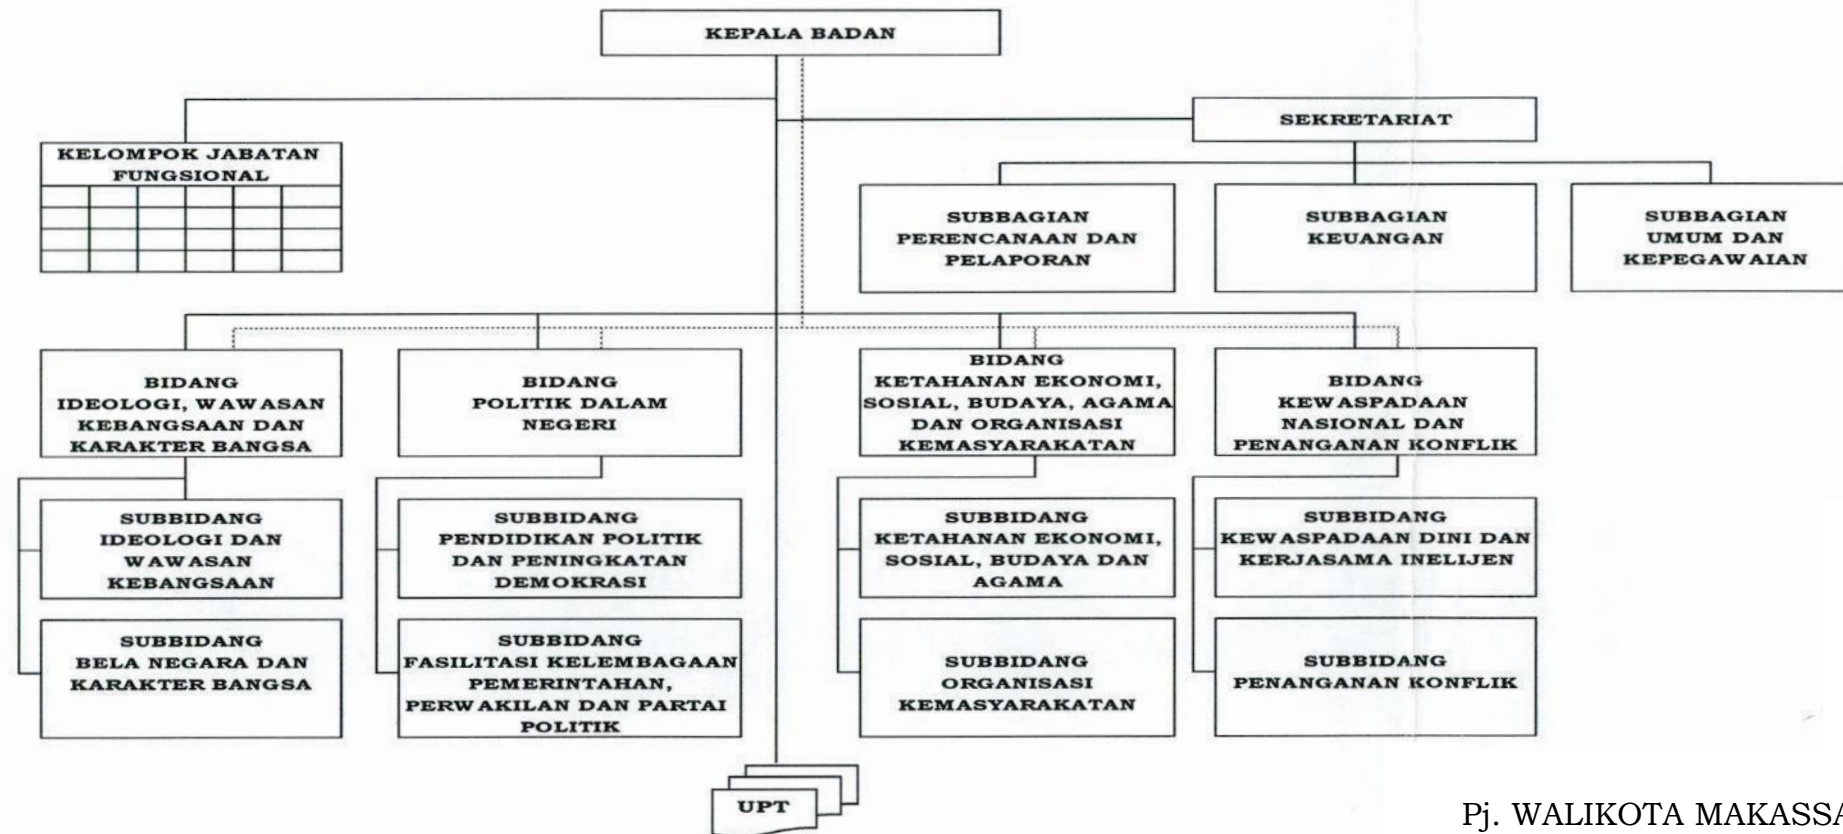 KEPALA BADAN
SEKRETARIAT
KELOMPOK JABATAN
FUNGSIONAL
SUBBAGIAN
PERENCANAAN DAN
PELAPORAN
SUBBAGIAN
KEUANGAN
SUBBAGIAN
UMUM DAN
KEPEGAWAIAN
BIDANG
IDEOLOGI, WAWASAN
KEBANGSAAN DAN
KARAKTER BANGSA
BIDANG
POLITIK DALAM
NEGERI
BIDANG
KETAHANAN EKONOMI,
SOSIAL, BUDAYA, AGAMA
DAN ORGANISASI
KEMASYARAKATAN
BIDANG
KEWASPADAAN
NASIONAL DAN
PENANGANAN KONFLIK
SUBBIDANG
IDEOLOGI DAN
WAWASAN
KEBANGSAAN
SUBBIDANG
PENDIDIKAN POLITIK
DAN PENINGKATAN
DEMOKRASI
SUBBIDANG
KETAHANAN EKONOMI,
SOSIAL, BUDAYA DAN
AGAMA
SUBBIDANG
KEWASPADAAN DINI DAN
KERJASAMA INELIJEN
SUBBIDANG
BELA NEGARA DAN
KARAKTER BANGSA
SUBBIDANG
FASILITASI KELEMBAGAAN
PEMERINTAHAN,
PERWAKILAN DAN PARTAI
POLITIK
SUBBIDANG
ORGANISASI
KEMASYARAKATAN
SUBBIDANG
PENANGANAN KONFLIK
UPT
Pj. WALIKOTA MAKASSA